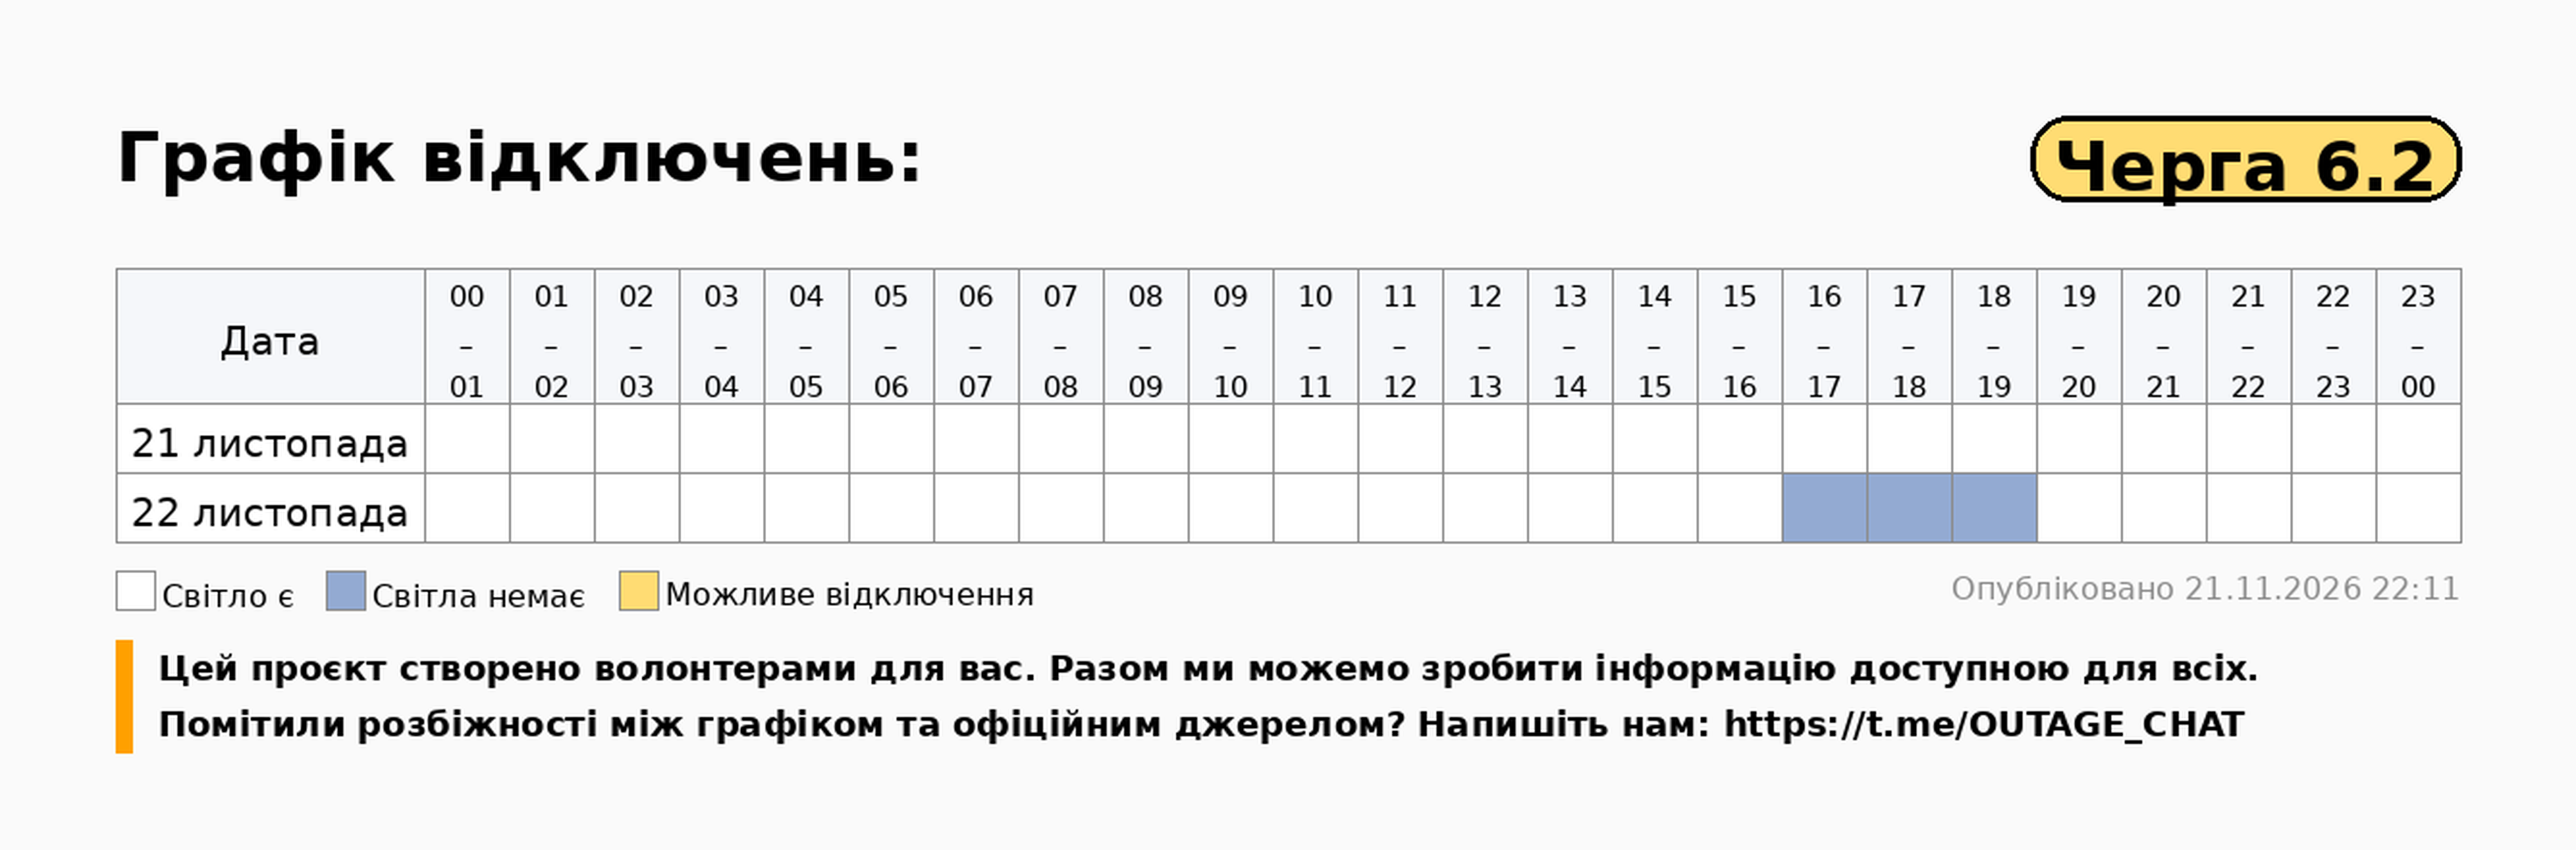 Графік відключень:
Черга 6.2
Дата 00 – 01 01 – 02 02 – 03 03 – 04 04 – 05 05 – 06 06 – 07 07 – 08 08 – 09 09 – 10 10 – 11 11 – 12 12 – 13 13 – 14 14 – 15 15 – 16 16 – 17 17 – 18 18 – 19 19 – 20 20 – 21 21 – 22 22 – 23 23 – 00
21 листопада
22 листопада
Світло є Світла немає Можливе відключення
Опубліковано 21.11.2026 22:11
Цей проєкт створено волонтерами для вас. Разом ми можемо зробити інформацію доступною для всіх.
Помітили розбіжності між графіком та офіційним джерелом? Напишіть нам: https://t.me/OUTAGE_CHAT